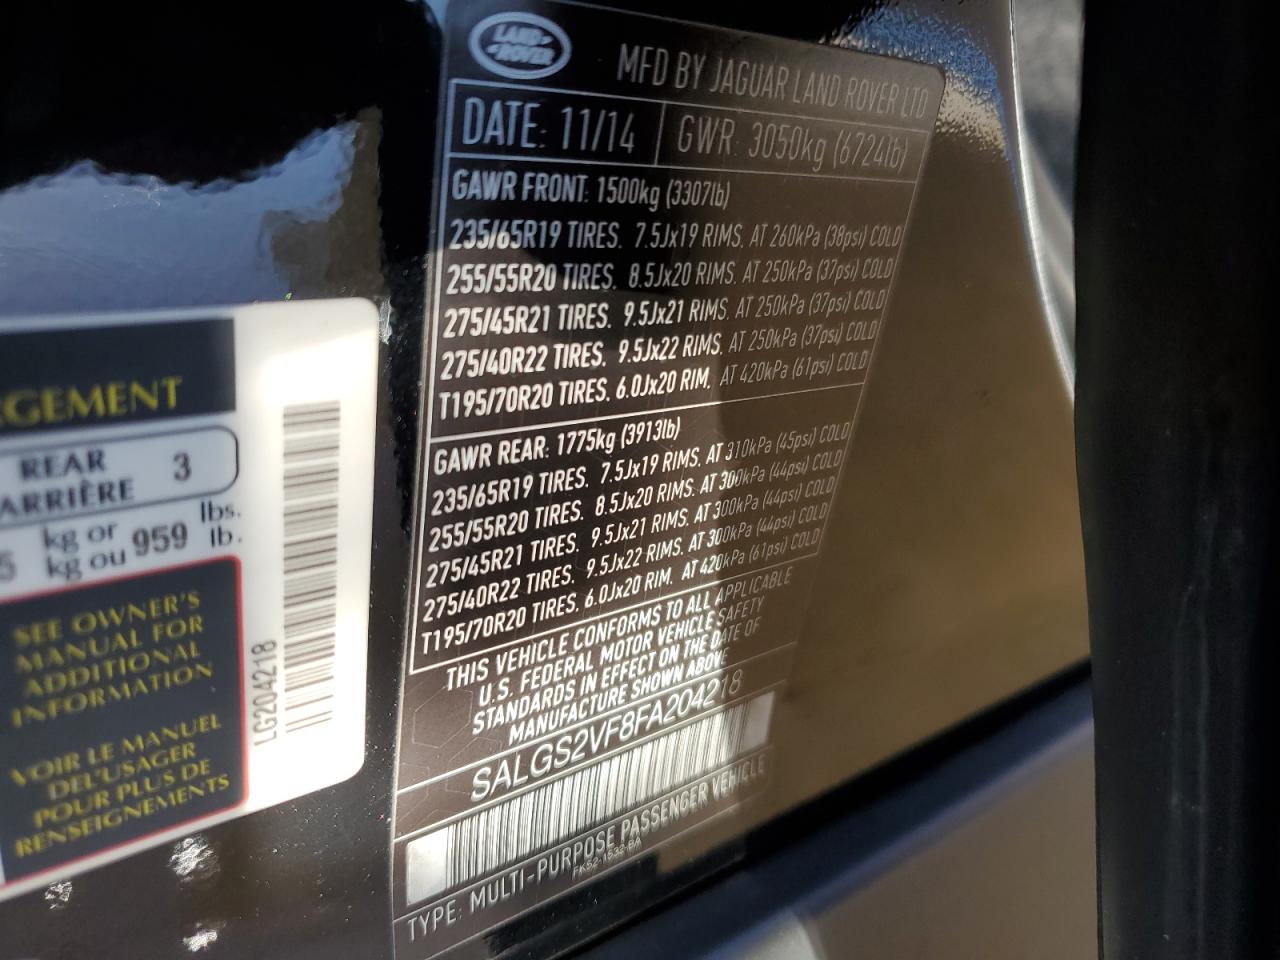 LAND ROVER
MFD BY JAGUAR LAND ROVER LTD
DATE: 11/14 GWR: 3050kg (6724lb)
GAWR FRONT: 1500kg (3307lb)
235/65R19 TIRES. 7.5Jx19 RIMS. AT 260kPa (38psi) COLD
255/55R20 TIRES. 8.5Jx20 RIMS. AT 250kPa (37psi) COLD
275/45R21 TIRES. 9.5Jx21 RIMS. AT 250kPa (37psi) COLD
275/40R22 TIRES. 9.5Jx22 RIMS. AT 250kPa (37psi) COLD
T195/70R20 TIRES. 6.0Jx20 RIM. AT 420kPa (61psi) COLD
GAWR REAR: 1775kg (3913lb)
235/65R19 TIRES. 7.5Jx19 RIMS. AT 310kPa (45psi) COLD
255/55R20 TIRES. 8.5Jx20 RIMS. AT 300kPa (44psi) COLD
275/45R21 TIRES. 9.5Jx21 RIMS. AT 300kPa (44psi) COLD
275/40R22 TIRES. 9.5Jx22 RIMS. AT 300kPa (44psi) COLD
T195/70R20 TIRES. 6.0Jx20 RIM. AT 420kPa (61psi) COLD
THIS VEHICLE CONFORMS TO ALL APPLICABLE
U.S. FEDERAL MOTOR VEHICLE SAFETY
STANDARDS IN EFFECT ON THE DATE OF
MANUFACTURE SHOWN ABOVE
SALGS2VF8FA204218
TYPE: MULTI-PURPOSE PASSENGER VEHICLE
FK52-1532-BA
GEMENT
REAR 3
ARRIÈRE
5 kg or 959 lbs.
kg ou lb.
SEE OWNER'S
MANUAL FOR
ADDITIONAL
INFORMATION
VOIR LE MANUEL
DEL'USAGER
POUR PLUS DE
RENSEIGNEMENTS
LG204218